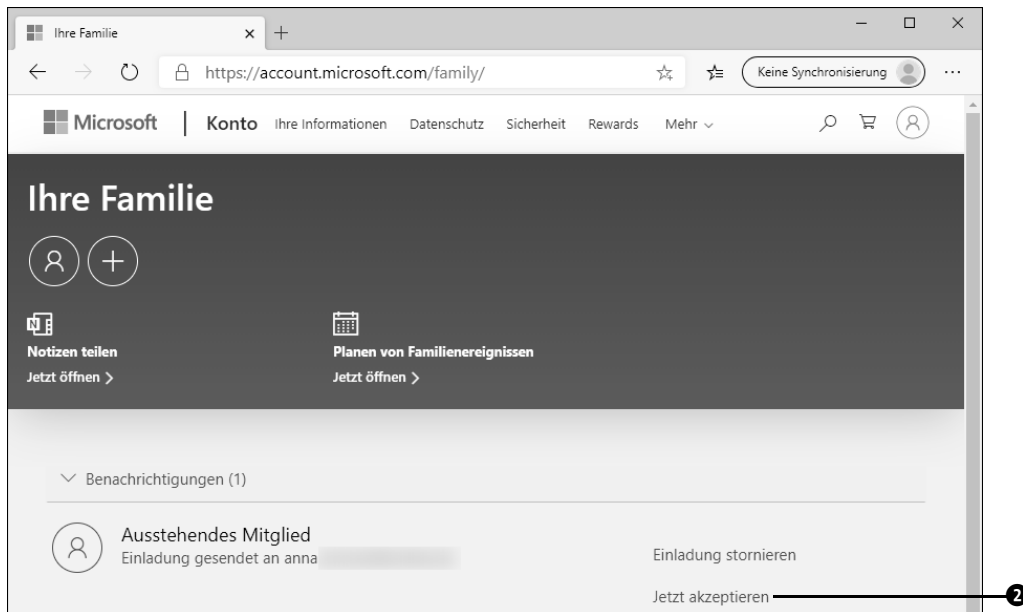 Ihre Familie
https://account.microsoft.com/family/
Keine Synchronisierung
Microsoft | Konto Ihre Informationen Datenschutz Sicherheit Rewards Mehr
Ihre Familie
Notizen teilen
Jetzt öffnen
Planen von Familienereignissen
Jetzt öffnen
Benachrichtigungen (1)
Ausstehendes Mitglied
Einladung gesendet an anna
Einladung stornieren
Jetzt akzeptieren
2